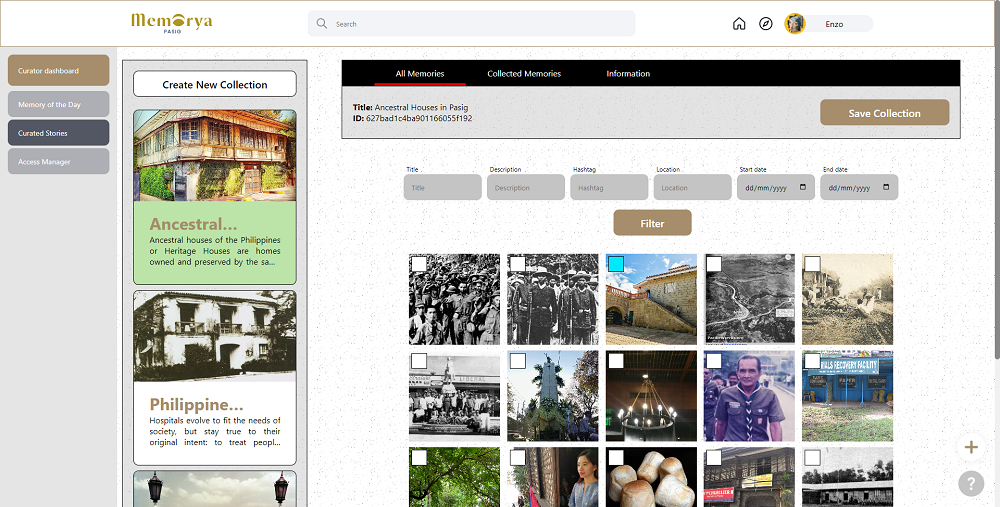 Memorya
PASIG
Search
Enzo
Curator dashboard
Memory of the Day
Curated Stories
Access Manager
Create New Collection
Ancestral...
Ancestral houses of the Philippines
or Heritage Houses are homes
owned and preserved by the sa...
Philippine...
Hospitals evolve to fit the needs of
society, but stay true to their
original intent: to treat peopl...
All Memories
Collected Memories
Information
Title: Ancestral Houses in Pasig
ID: 627bad1c4ba901166055f192
Save Collection
Title
Description
Hashtag
Location
Start date
End date
Title
Description
Hashtag
Location
dd/mm/yyyy
dd/mm/yyyy
Filter
RIALS RECOVERY FACILITY
PAPER
+
?